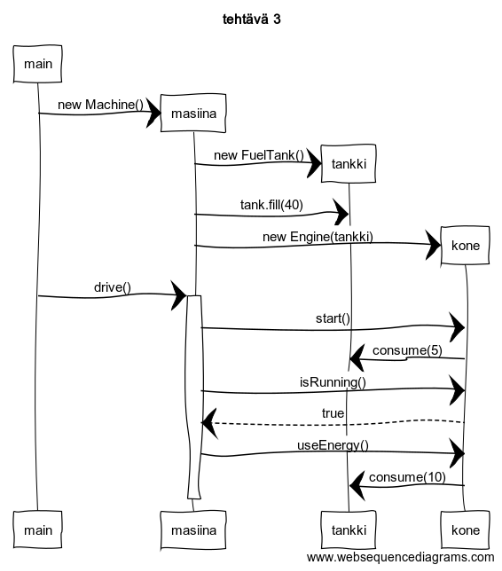 tehtävä 3
main
new Machine()
masiina
new FuelTank()
tankki
tank.fill(40)
new Engine(tankki)
kone
drive()
start()
consume(5)
isRunning()
true
useEnergy()
consume(10)
main
masiina
tankki
kone
www.websequencediagrams.com